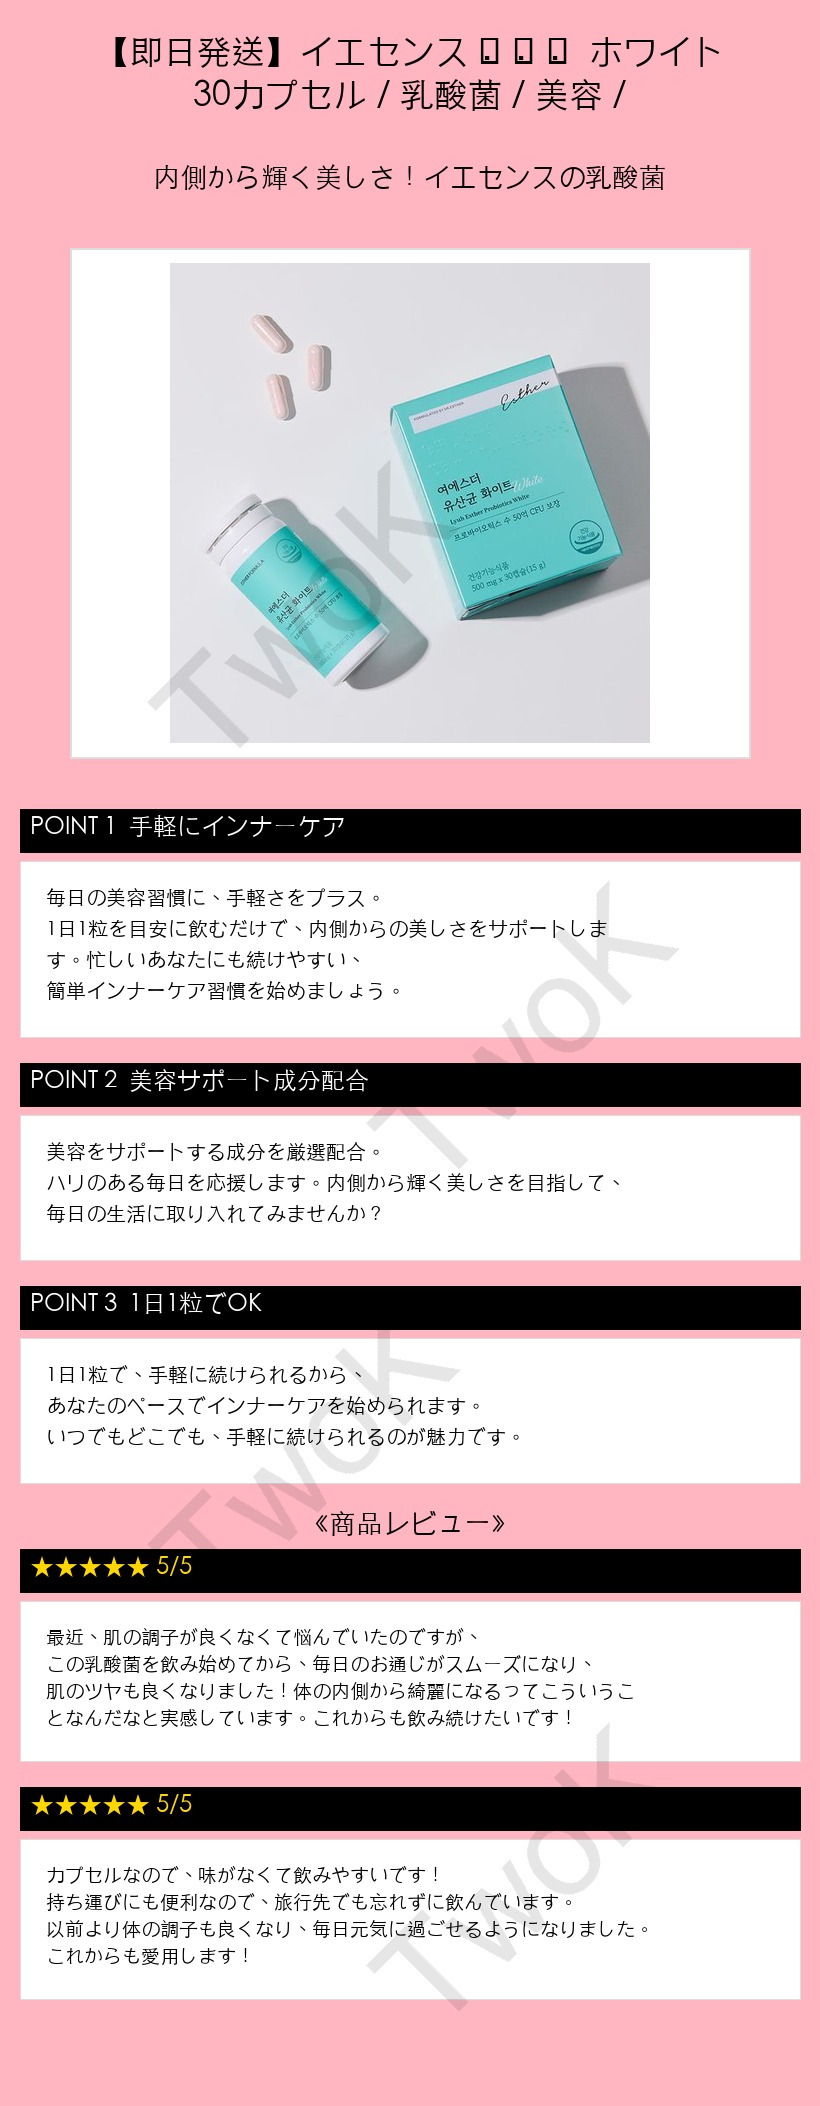 【即日発送】イエセンス ホワイト
30カプセル / 乳酸菌 / 美容 /
内側から輝く美しさ！イエセンスの乳酸菌
FORMULATED BY DR.ESTHER
Esther
여에스더
유산균 화이트 White
Lyuh Esther Probiotics White
프로바이오틱스 수 50억 CFU 보장
건강기능식품
500 mg x 30캡슐(15 g)
건강
기능식품
여에스더
유산균 화이트
Lyuh Esther Probiotics White
TwoK
POINT 1 手軽にインナーケア
毎日の美容習慣に、手軽さをプラス。
1日1粒を目安に飲むだけで、内側からの美しさをサポートしま
す。忙しいあなたにも続けやすい、
簡単インナーケア習慣を始めましょう。
TwoK
POINT 2 美容サポート成分配合
美容をサポートする成分を厳選配合。
ハリのある毎日を応援します。内側から輝く美しさを目指して、
毎日の生活に取り入れてみませんか？
POINT 3 1日1粒でOK
1日1粒で、手軽に続けられるから、
あなたのペースでインナーケアを始められます。
いつでもどこでも、手軽に続けられるのが魅力です。
TwoK
《商品レビュー》
★★★★★ 5/5
最近、肌の調子が良くなくて悩んでいたのですが、
この乳酸菌を飲み始めてから、毎日のお通じがスムーズになり、
肌のツヤも良くなりました！体の内側から綺麗になるってこういうこ
となんだなと実感しています。これからも飲み続けたいです！
★★★★★ 5/5
カプセルなので、味がなくて飲みやすいです！
持ち運びにも便利なので、旅行先でも忘れずに飲んでいます。
以前より体の調子も良くなり、毎日元気に過ごせるようになりました。
これからも愛用します！
TwoK